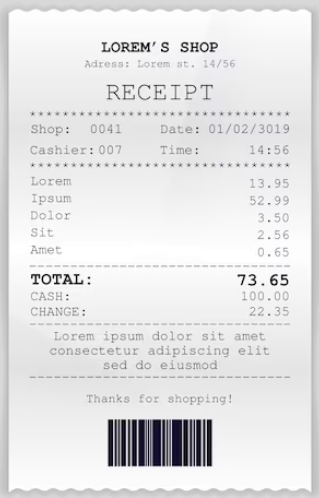 LOREM'S SHOP
Adress: Lorem st. 14/56
RECEIPT
********************************
Shop: 0041 Date: 01/02/3019
Cashier: 007 Time: 14:56
********************************
Lorem 13.95
Ipsum 52.99
Dolor 3.50
Sit 2.56
Amet 0.65
TOTAL: 73.65
CASH: 100.00
CHANGE: 22.35
Lorem ipsum dolor sit amet
consectetur adipiscing elit
sed do eiusmod
Thanks for shopping!